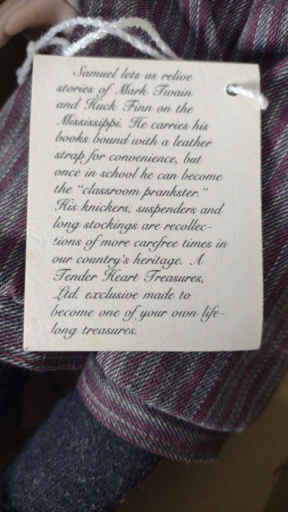 Samuel lets us relive
stories of Mark Twain
and Huck Finn on the
Mississippi. He carries his
books bound with a leather
strap for convenience, but
once in school he can become
the "classroom prankster."
His knickers, suspenders and
long stockings are recollec-
tions of more carefree times in
our country's heritage. A
Tender Heart Treasures,
Ltd. exclusive made to
become one of your own life-
long treasures.